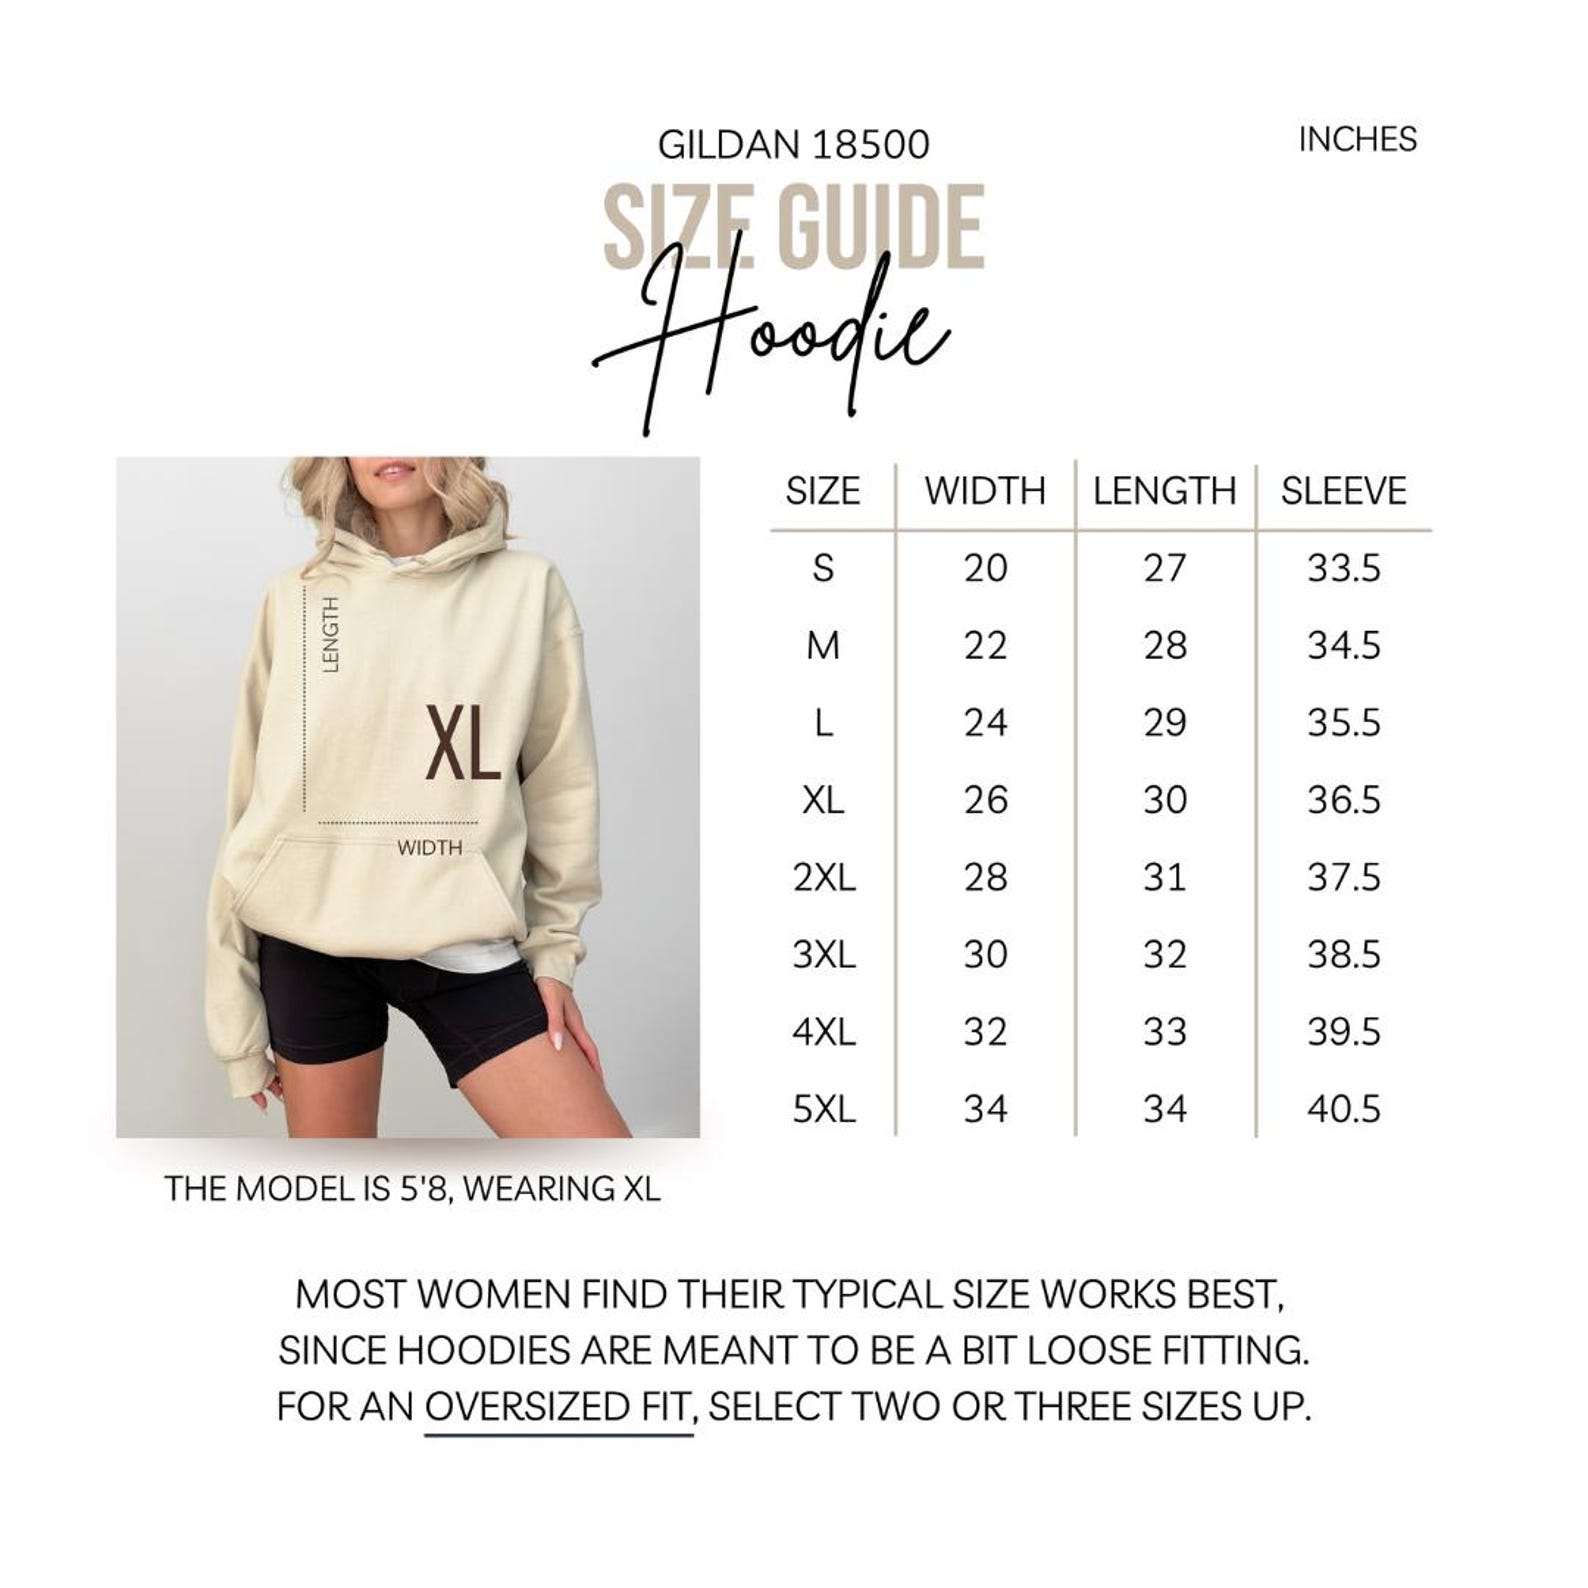 GILDAN 18500
INCHES
SIZE GUIDE
Hoodie
SIZE WIDTH LENGTH SLEEVE
S 20 27 33.5
M 22 28 34.5
L 24 29 35.5
XL 26 30 36.5
2XL 28 31 37.5
3XL 30 32 38.5
4XL 32 33 39.5
5XL 34 34 40.5
LENGTH
XL
WIDTH
THE MODEL IS 5'8, WEARING XL
MOST WOMEN FIND THEIR TYPICAL SIZE WORKS BEST,
SINCE HOODIES ARE MEANT TO BE A BIT LOOSE FITTING.
FOR AN OVERSIZED FIT, SELECT TWO OR THREE SIZES UP.